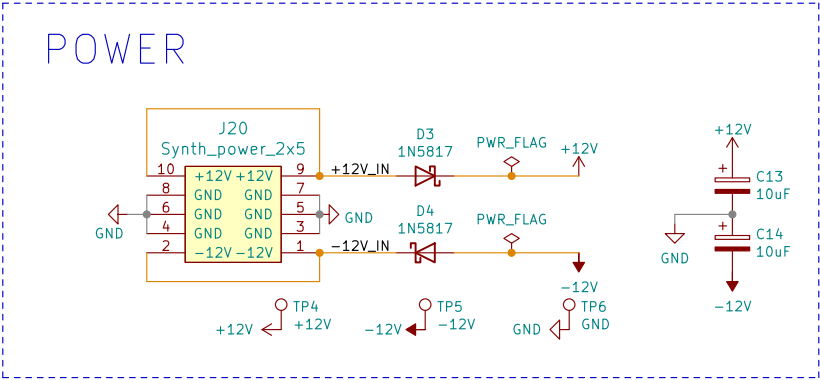 POWER
J20
Synth_power_2x5
10 +12V +12V 9 +12V_IN
8 GND GND 7
6 GND GND 5
4 GND GND 3
2 -12V -12V 1 -12V_IN
GND
GND
D3
1N5817
PWR_FLAG
+12V
D4
1N5817
PWR_FLAG
-12V
+12V
+
C13
10uF
+
C14
10uF
GND
-12V
TP4
+12V
+12V
TP5
-12V
-12V
TP6
GND
GND